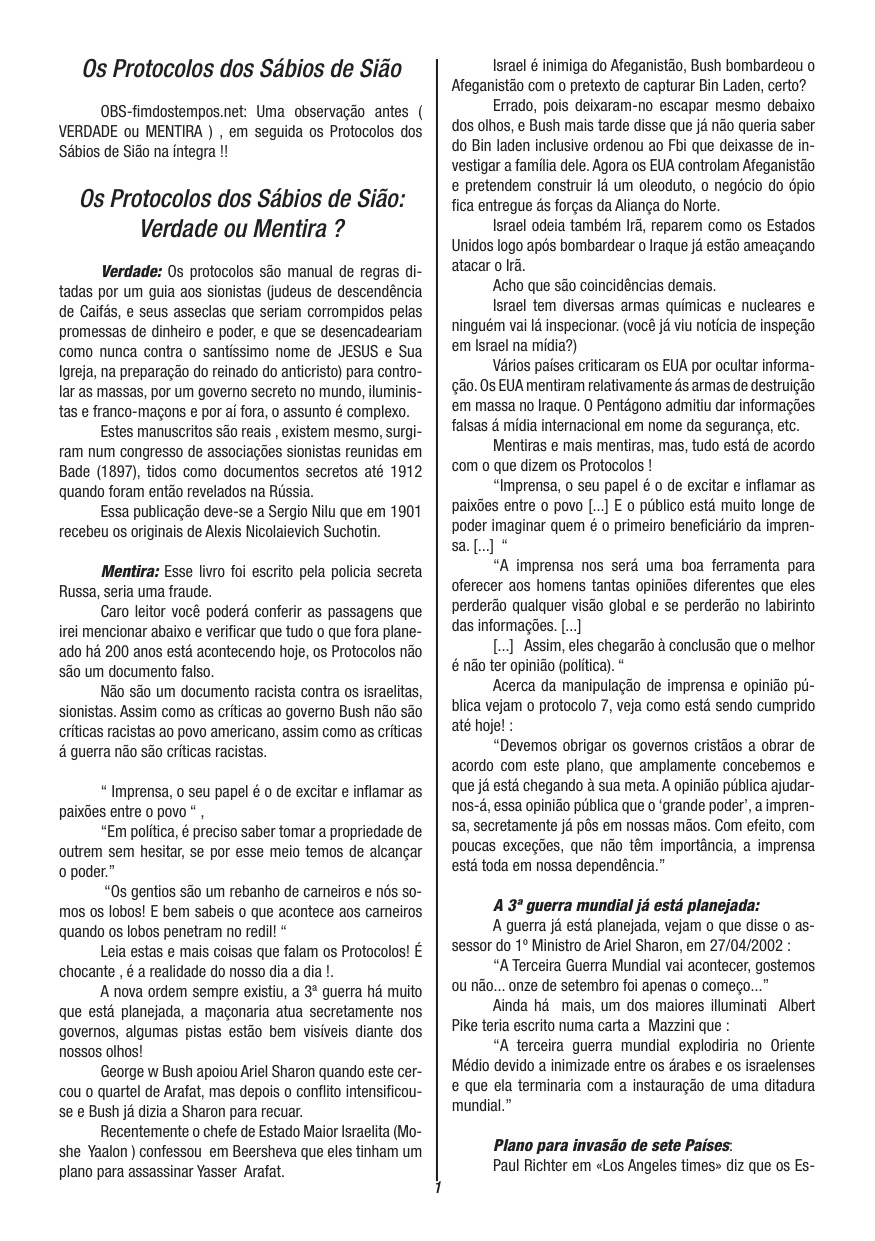 Os Protocolos dos Sábios de Sião
OBS-fimdostempos.net: Uma observação antes (
VERDADE ou MENTIRA ) , em seguida os Protocolos dos
Sábios de Sião na íntegra !!
Os Protocolos dos Sábios de Sião:
Verdade ou Mentira ?
Verdade: Os protocolos são manual de regras di-
tadas por um guia aos sionistas (judeus de descendência
de Caifás, e seus asseclas que seriam corrompidos pelas
promessas de dinheiro e poder, e que se desencadeariam
como nunca contra o santíssimo nome de JESUS e Sua
Igreja, na preparação do reinado do anticristo) para contro-
lar as massas, por um governo secreto no mundo, iluminis-
tas e franco-maçons e por aí fora, o assunto é complexo.
Estes manuscritos são reais , existem mesmo, surgi-
ram num congresso de associações sionistas reunidas em
Bade (1897), tidos como documentos secretos até 1912
quando foram então revelados na Rússia.
Essa publicação deve-se a Sergio Nilu que em 1901
recebeu os originais de Alexis Nicolaievich Suchotin.
Mentira: Esse livro foi escrito pela policia secreta
Russa, seria uma fraude.
Caro leitor você poderá conferir as passagens que
irei mencionar abaixo e verificar que tudo o que fora plane-
ado há 200 anos está acontecendo hoje, os Protocolos não
são um documento falso.
Não são um documento racista contra os israelitas,
sionistas. Assim como as críticas ao governo Bush não são
críticas racistas ao povo americano, assim como as críticas
á guerra não são críticas racistas.
“ Imprensa, o seu papel é o de excitar e inflamar as
paixões entre o povo “ ,
“Em política, é preciso saber tomar a propriedade de
outrem sem hesitar, se por esse meio temos de alcançar
o poder.”
“Os gentios são um rebanho de carneiros e nós so-
mos os lobos! E bem sabeis o que acontece aos carneiros
quando os lobos penetram no redil! “
Leia estas e mais coisas que falam os Protocolos! É
chocante , é a realidade do nosso dia a dia !.
A nova ordem sempre existiu, a 3ª guerra há muito
que está planejada, a maçonaria atua secretamente nos
governos, algumas pistas estão bem visíveis diante dos
nossos olhos!
George w Bush apoiou Ariel Sharon quando este cer-
cou o quartel de Arafat, mas depois o conflito intensificou-
se e Bush já dizia a Sharon para recuar.
Recentemente o chefe de Estado Maior Israelita (Mo-
she Yaalon ) confessou em Beersheva que eles tinham um
plano para assassinar Yasser Arafat.
Israel é inimiga do Afeganistão, Bush bombardeou o
Afeganistão com o pretexto de capturar Bin Laden, certo?
Errado, pois deixaram-no escapar mesmo debaixo
dos olhos, e Bush mais tarde disse que já não queria saber
do Bin laden inclusive ordenou ao Fbi que deixasse de in-
vestigar a família dele. Agora os EUA controlam Afeganistão
e pretendem construir lá um oleoduto, o negócio do ópio
fica entregue ás forças da Aliança do Norte.
Israel odeia também Irã, reparem como os Estados
Unidos logo após bombardear o Iraque já estão ameaçando
atacar o Irã.
Acho que são coincidências demais.
Israel tem diversas armas químicas e nucleares e
ninguém vai lá inspecionar. (você já viu notícia de inspeção
em Israel na mídia?)
Vários países criticaram os EUA por ocultar informa-
ção. Os EUA mentiram relativamente ás armas de destruição
em massa no Iraque. O Pentágono admitiu dar informações
falsas á mídia internacional em nome da segurança, etc.
Mentiras e mais mentiras, mas, tudo está de acordo
com o que dizem os Protocolos !
“Imprensa, o seu papel é o de excitar e inflamar as
paixões entre o povo [...] E o público está muito longe de
poder imaginar quem é o primeiro beneficiário da impren-
sa. [...] “
“A imprensa nos será uma boa ferramenta para
oferecer aos homens tantas opiniões diferentes que eles
perderão qualquer visão global e se perderão no labirinto
das informações. [...]
[...] Assim, eles chegarão à conclusão que o melhor
é não ter opinião (política). “
Acerca da manipulação de imprensa e opinião pú-
blica vejam o protocolo 7, veja como está sendo cumprido
até hoje! :
“Devemos obrigar os governos cristãos a obrar de
acordo com este plano, que amplamente concebemos e
que já está chegando à sua meta. A opinião pública ajudar-
nos-á, essa opinião pública que o ‘grande poder’, a impren-
sa, secretamente já pôs em nossas mãos. Com efeito, com
poucas exceções, que não têm importância, a imprensa
está toda em nossa dependência.”
A 3ª guerra mundial já está planejada:
A guerra já está planejada, vejam o que disse o as-
sessor do 1º Ministro de Ariel Sharon, em 27/04/2002 :
“A Terceira Guerra Mundial vai acontecer, gostemos
ou não... onze de setembro foi apenas o começo...”
Ainda há mais, um dos maiores illuminati Albert
Pike teria escrito numa carta a Mazzini que :
“A terceira guerra mundial explodiria no Oriente
Médio devido a inimizade entre os árabes e os israelenses
e que ela terminaria com a instauração de uma ditadura
mundial.”
Plano para invasão de sete Países:
Paul Richter em «Los Angeles times» diz que os Es-
1